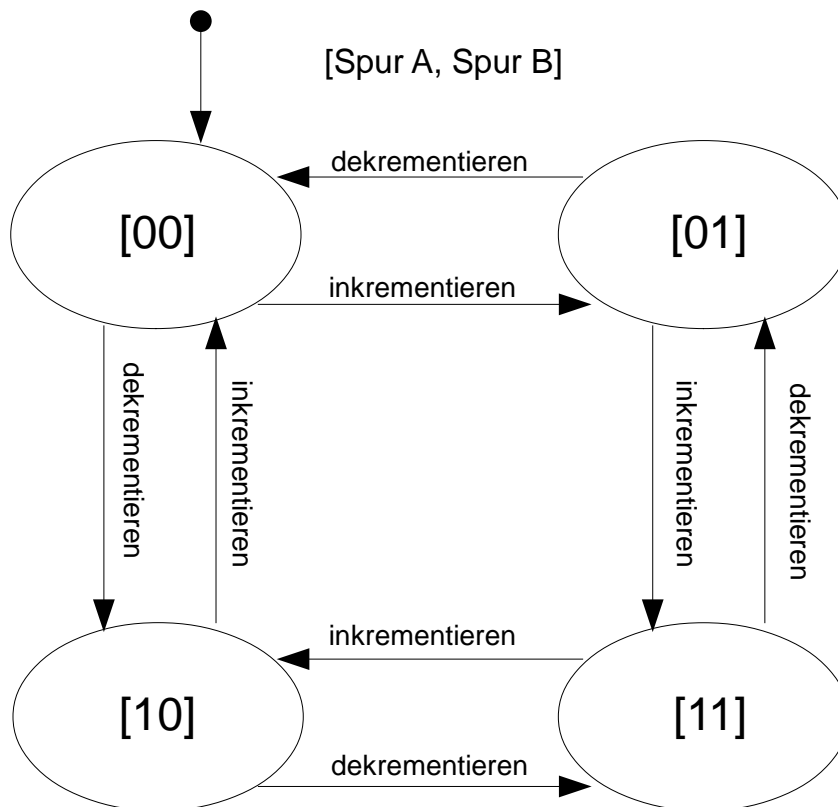 [Spur A, Spur B]
dekrementieren
[00]
[01]
inkrementieren
dekrementieren
inkrementieren
inkrementieren
dekrementieren
inkrementieren
[10]
[11]
dekrementieren